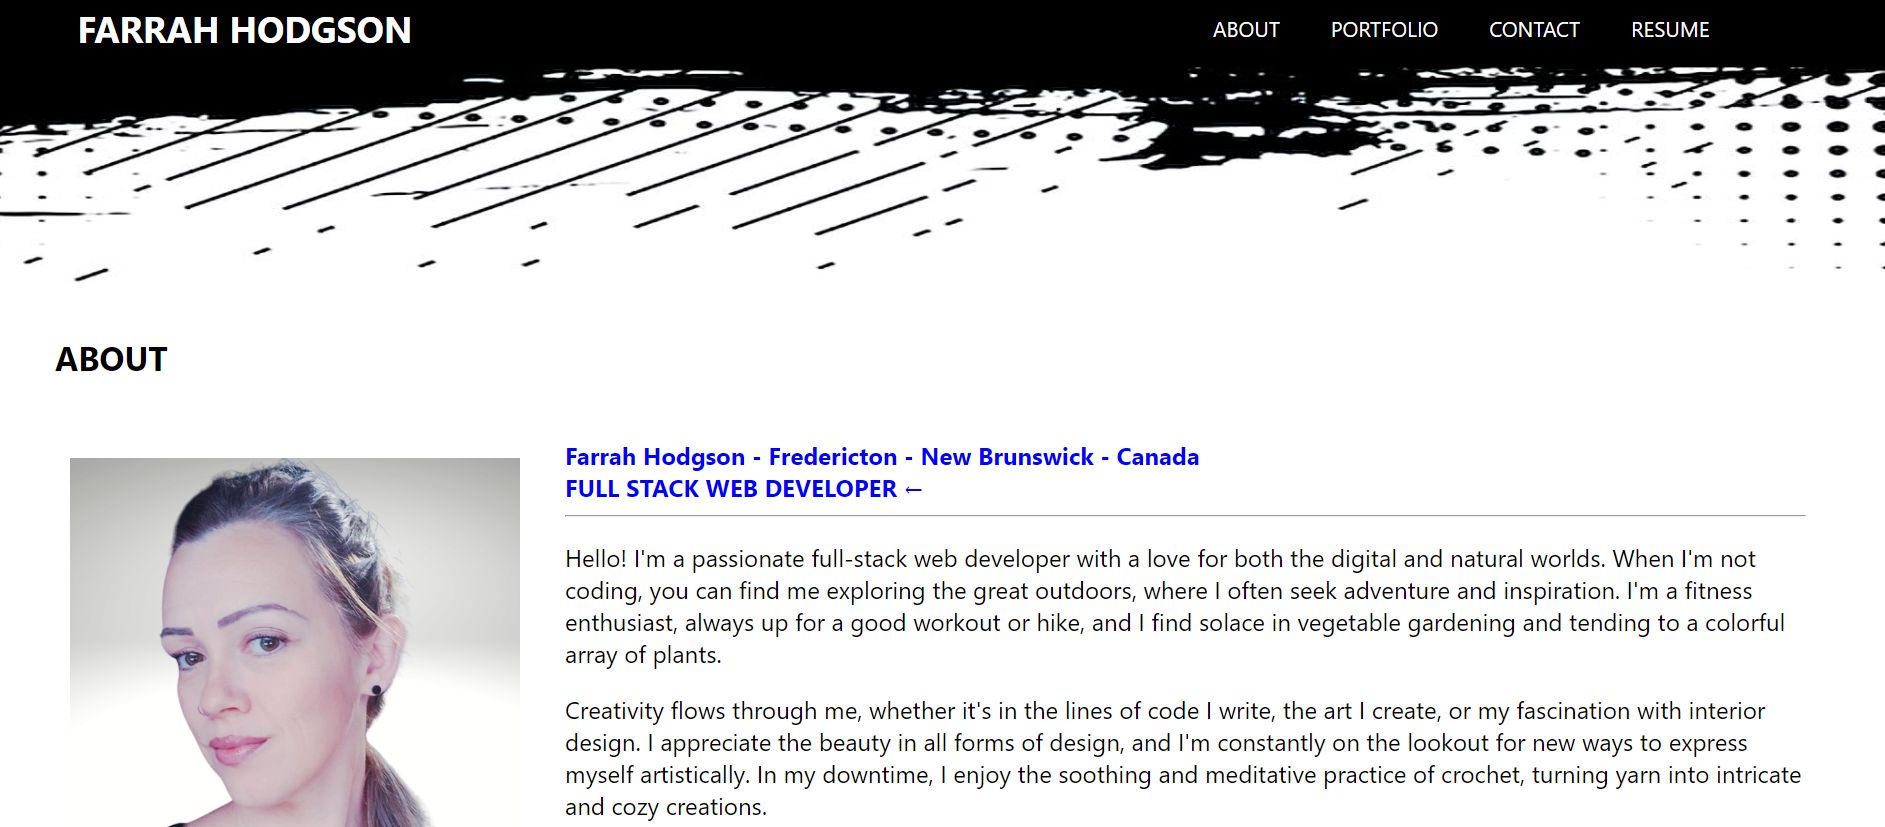 FARRAH HODGSON
ABOUT PORTFOLIO CONTACT RESUME
ABOUT
Farrah Hodgson - Fredericton - New Brunswick - Canada
FULL STACK WEB DEVELOPER ←
Hello! I'm a passionate full-stack web developer with a love for both the digital and natural worlds. When I'm not
coding, you can find me exploring the great outdoors, where I often seek adventure and inspiration. I'm a fitness
enthusiast, always up for a good workout or hike, and I find solace in vegetable gardening and tending to a colorful
array of plants.
Creativity flows through me, whether it's in the lines of code I write, the art I create, or my fascination with interior
design. I appreciate the beauty in all forms of design, and I'm constantly on the lookout for new ways to express
myself artistically. In my downtime, I enjoy the soothing and meditative practice of crochet, turning yarn into intricate
and cozy creations.